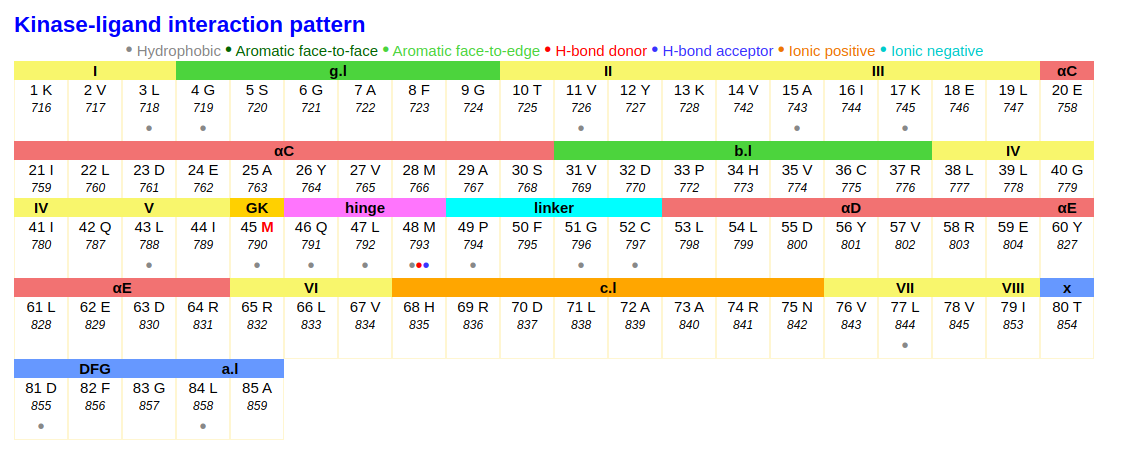 Kinase-ligand interaction pattern
• Hydrophobic • Aromatic face-to-face • Aromatic face-to-edge • H-bond donor • H-bond acceptor • Ionic positive • Ionic negative
I g.l II III αC
1 K 2 V 3 L 4 G 5 S 6 G 7 A 8 F 9 G 10 T 11 V 12 Y 13 K 14 V 15 A 16 I 17 K 18 E 19 L 20 E
716 717 718 719 720 721 722 723 724 725 726 727 728 742 743 744 745 746 747 758
αC b.l IV
21 I 22 L 23 D 24 E 25 A 26 Y 27 V 28 M 29 A 30 S 31 V 32 D 33 P 34 H 35 V 36 C 37 R 38 L 39 L 40 G
759 760 761 762 763 764 765 766 767 768 769 770 772 773 774 775 776 777 778 779
IV V GK hinge linker αD αE
41 I 42 Q 43 L 44 I 45 M 46 Q 47 L 48 M 49 P 50 F 51 G 52 C 53 L 54 L 55 D 56 Y 57 V 58 R 59 E 60 Y
780 787 788 789 790 791 792 793 794 795 796 797 798 799 800 801 802 803 804 827
αE VI c.l VII VIII x
61 L 62 E 63 D 64 R 65 R 66 L 67 V 68 H 69 R 70 D 71 L 72 A 73 A 74 R 75 N 76 V 77 L 78 V 79 I 80 T
828 829 830 831 832 833 834 835 836 837 838 839 840 841 842 843 844 845 853 854
DFG a.l
81 D 82 F 83 G 84 L 85 A
855 856 857 858 859